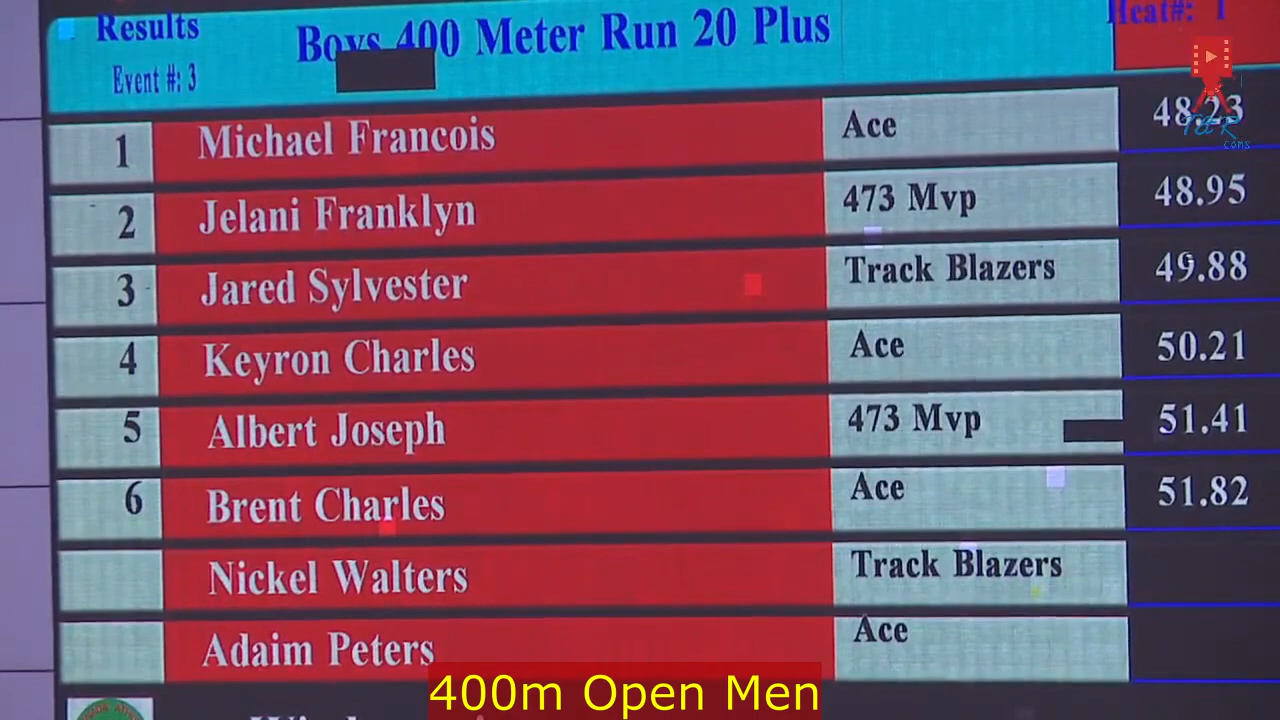 Results
Event #: 3
Boys 400 Meter Run 20 Plus
Heat#: 1
1 Michael Francois Ace 48.23
2 Jelani Franklyn 473 Mvp 48.95
3 Jared Sylvester Track Blazers 49.88
4 Keyron Charles Ace 50.21
5 Albert Joseph 473 Mvp 51.41
6 Brent Charles Ace 51.82
Nickel Walters Track Blazers
Adaim Peters Ace
400m Open Men